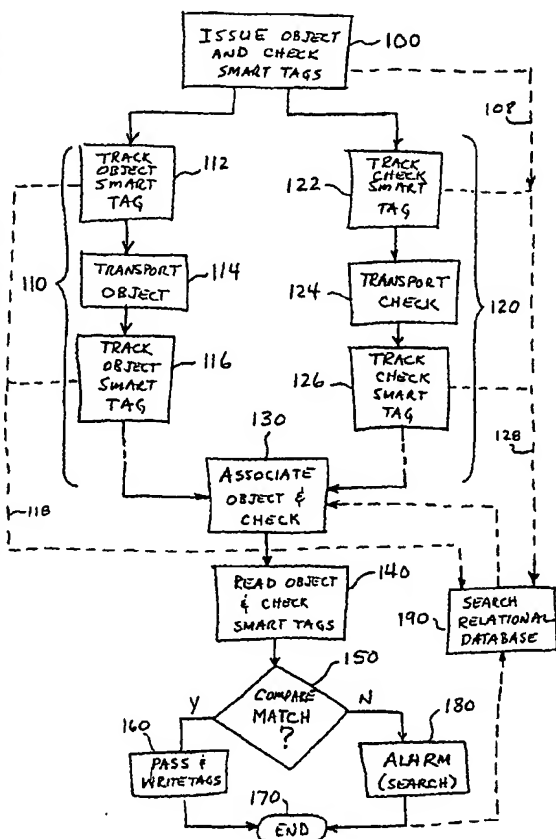 ISSUE OBJECT
AND CHECK
SMART TAGS
100
108
TRACK
OBJECT
SMART
TAG
112
122
TRACK
CHECK
SMART
TAG
110
TRANSPORT
OBJECT
114
124
TRANSPORT
CHECK
120
TRACK
OBJECT
SMART
TAG
116
126
TRACK
CHECK
SMART
TAG
130
128
118
ASSOCIATE
OBJECT &
CHECK
READ OBJECT
& CHECK
SMART TAGS
140
190
SEARCH
RELATIONAL
DATABASE
150
COMPARE
MATCH
?
Y
N
160
PASS &
WRITE TAGS
180
ALARM
(SEARCH)
170
END